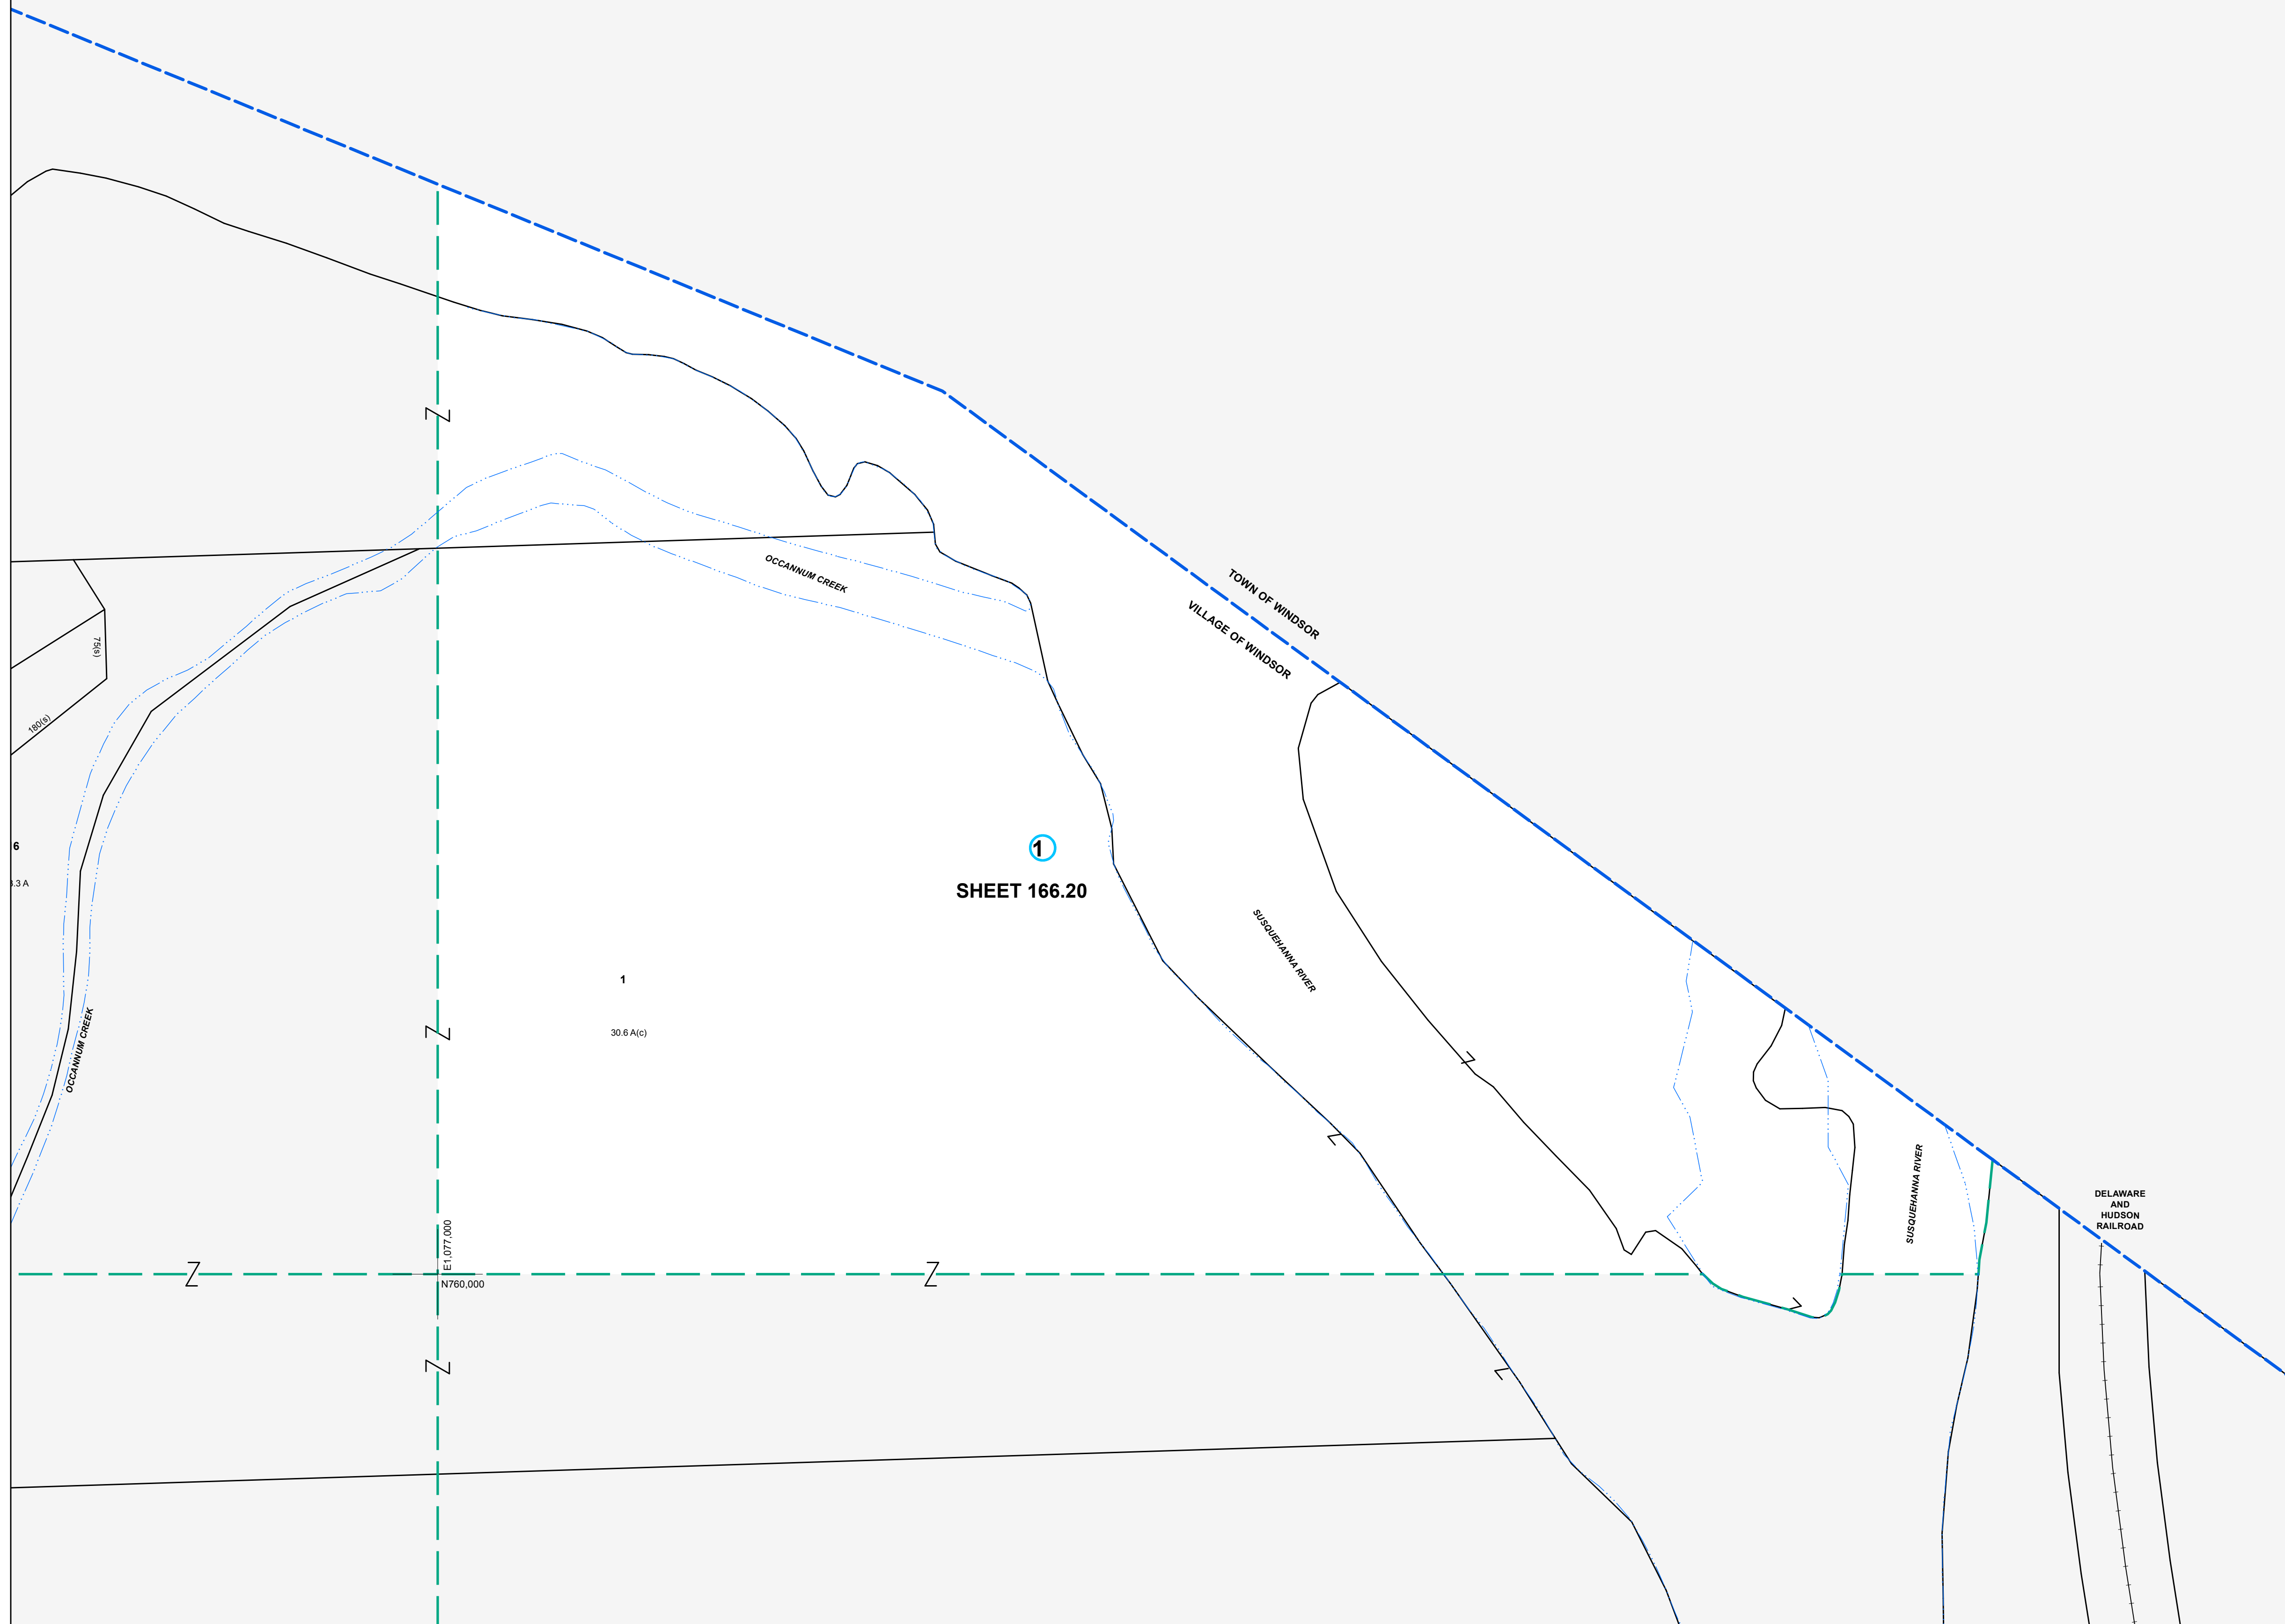 TOWN OF WINDSOR
VILLAGE OF WINDSOR
OCCANNUM CREEK
75(s)
180(s)
6
1
SHEET 166.20
.3 A
SUSQUEHANNA RIVER
1
30.6 A(c)
OCCANNUM CREEK
SUSQUEHANNA RIVER
DELAWARE
AND
HUDSON
RAILROAD
E1,077,000
N760,000